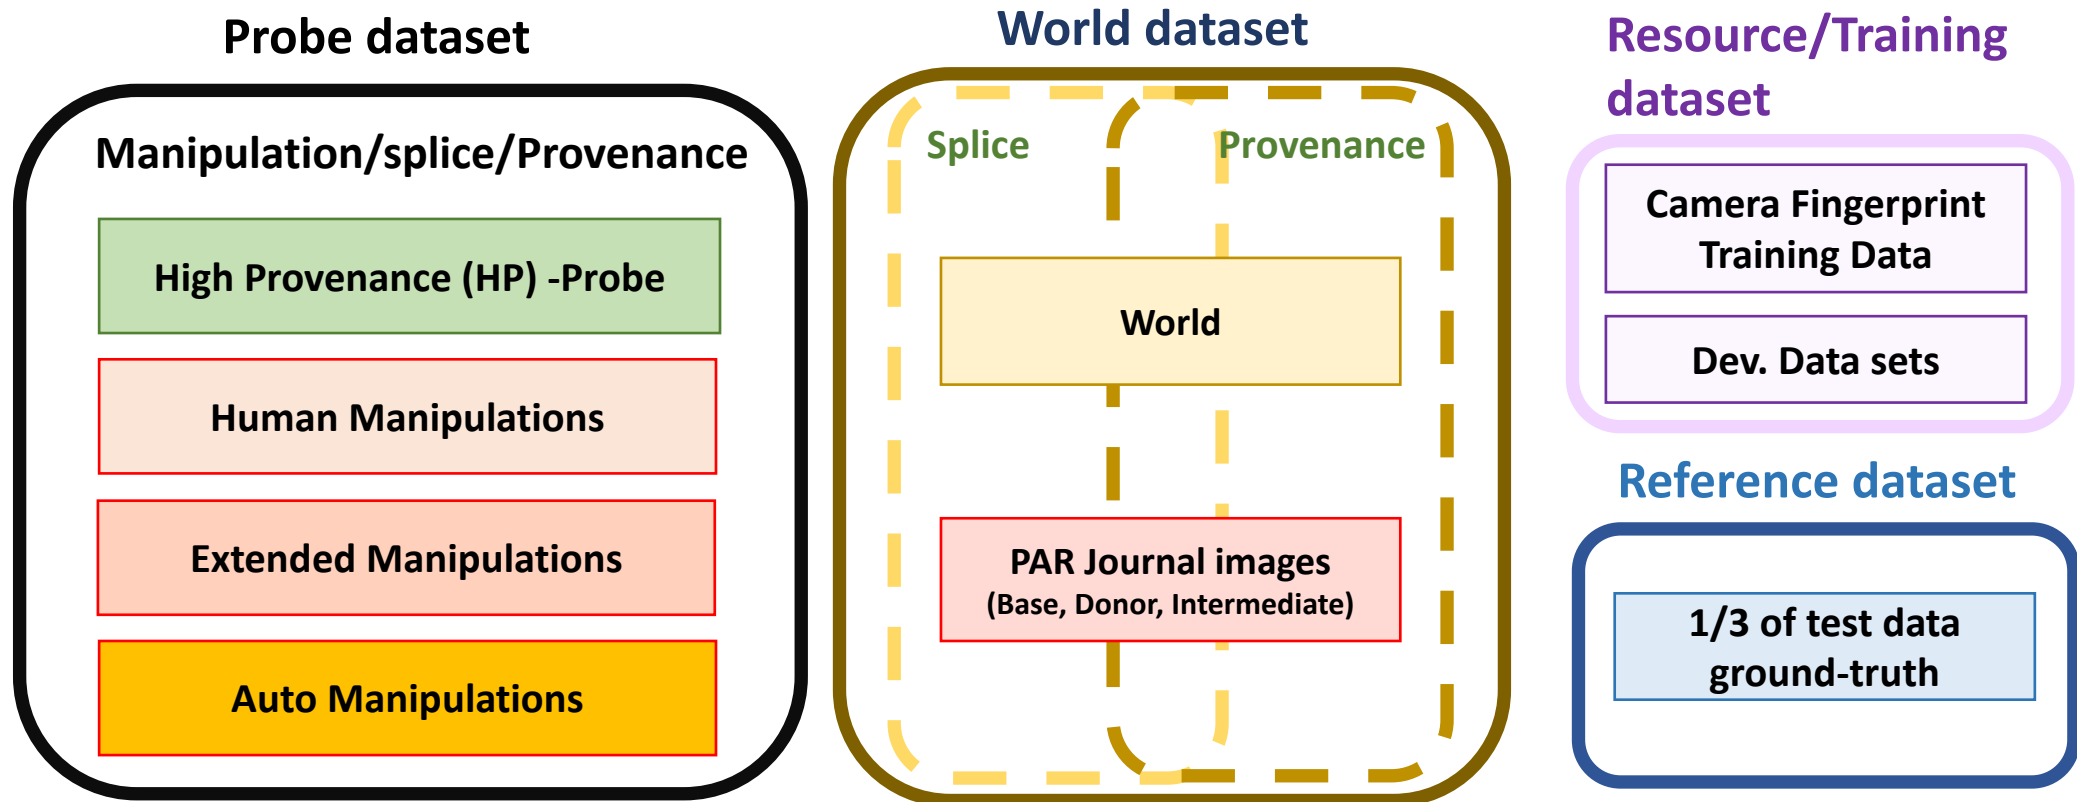 Probe dataset
Manipulation/splice/Provenance
High Provenance (HP) -Probe
Human Manipulations
Extended Manipulations
Auto Manipulations
World dataset
Splice
Provenance
World
PAR Journal images
(Base, Donor, Intermediate)
Resource/Training
dataset
Camera Fingerprint
Training Data
Dev. Data sets
Reference dataset
1/3 of test data
ground-truth